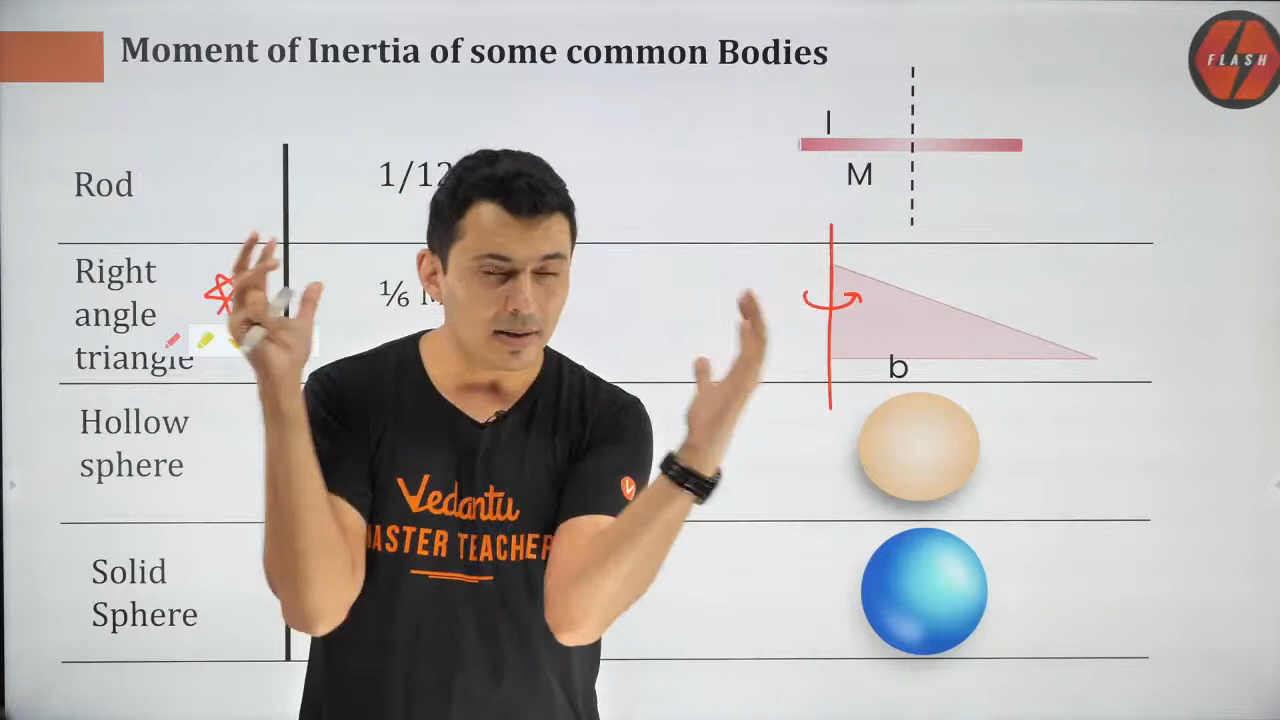 Moment of Inertia of some common Bodies
FLASH
Rod
1/12
l
M
Right
angle
triangle
⅙ M
b
Hollow
sphere
Solid
Sphere
Vedantu
MASTER TEACHER